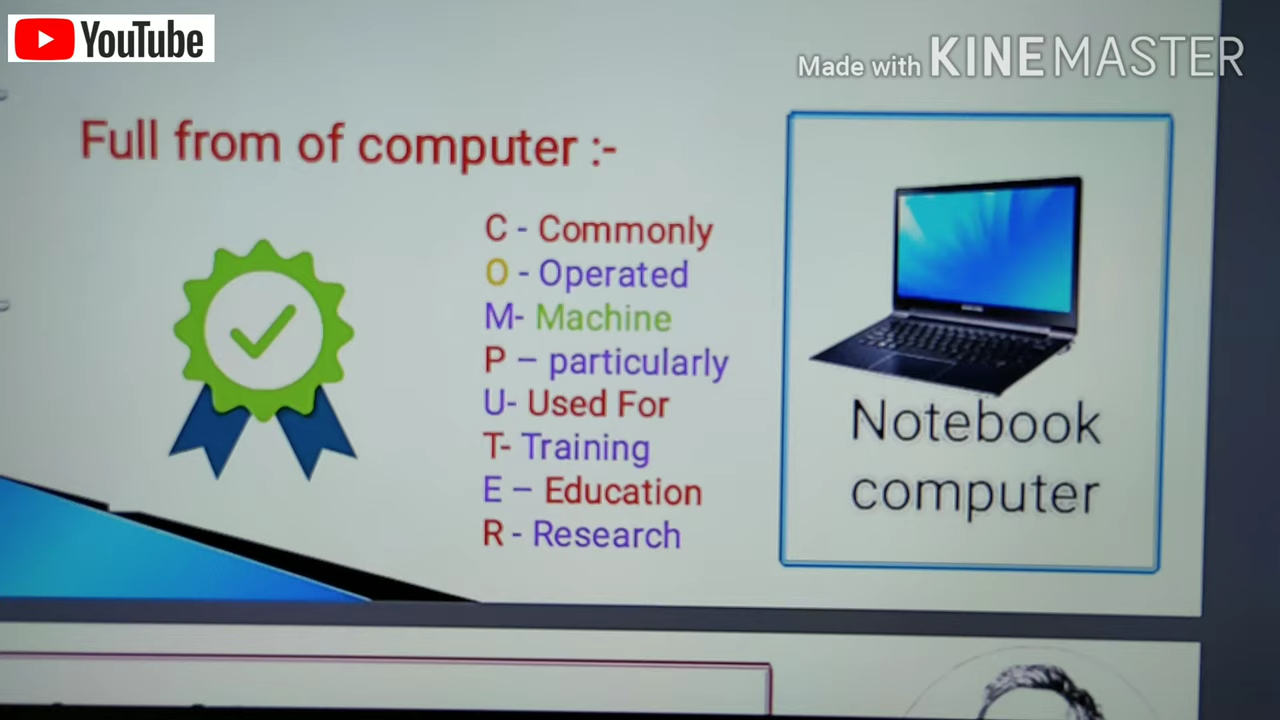 YouTube
Made with KINEMASTER
Full from of computer :-
C - Commonly
O - Operated
M- Machine
P – particularly
U- Used For
T- Training
E – Education
R - Research
Notebook
computer